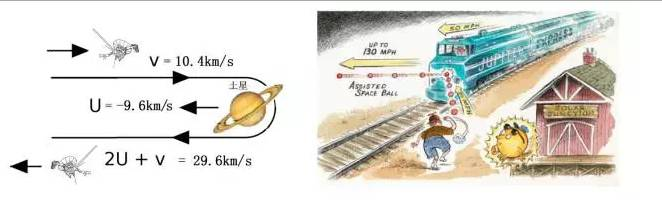 v = 10.4km/s
土星
U = -9.6km/s
2U + v = 29.6km/s
50 MPH
UP TO
130 MPH
ASSISTED
SPACE BALL
JUPITER EXPRESS
SOLAR
JUNCTION